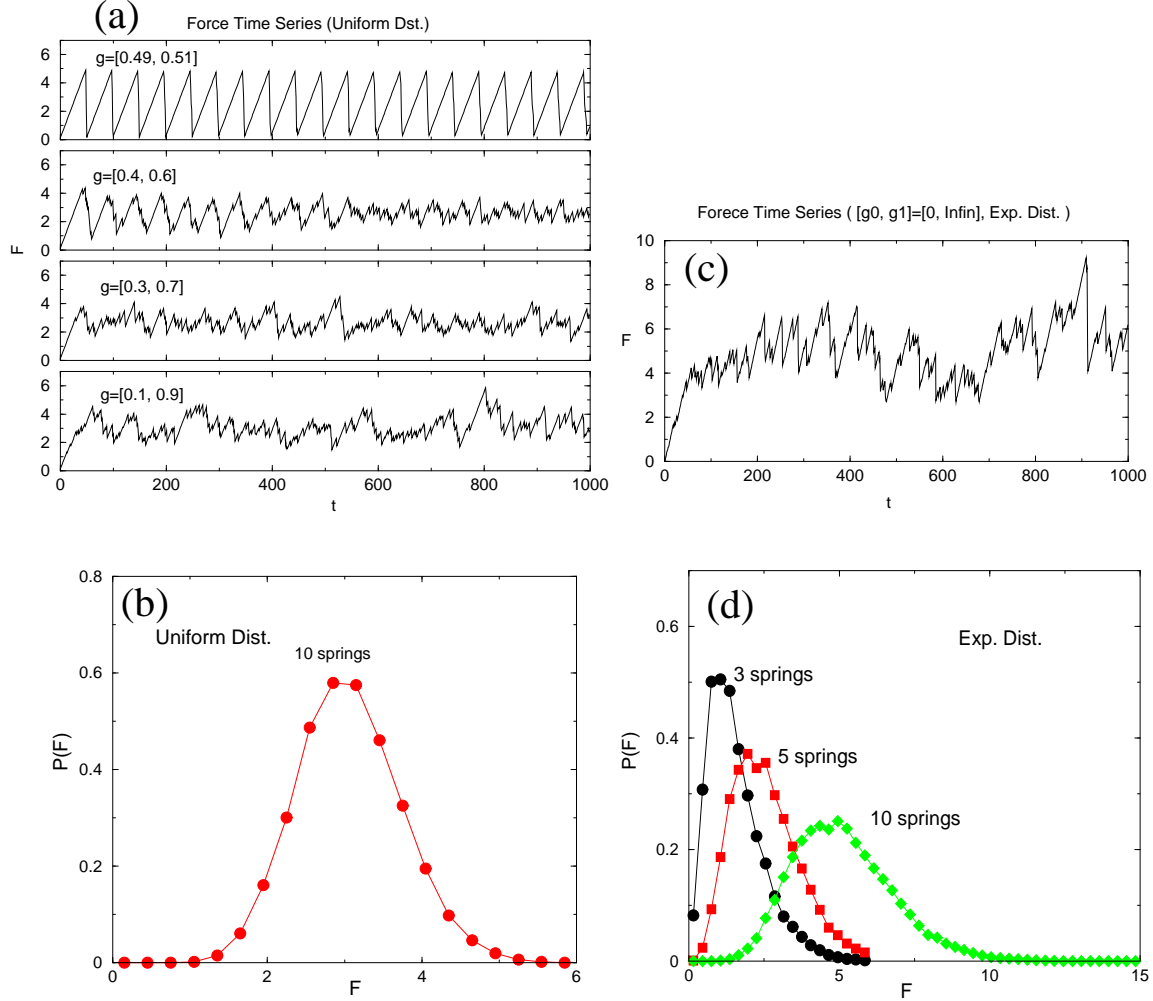 (a)
Force Time Series (Uniform Dst.)
6
4
2
0
g=[0.49, 0.51]
6
4
2
0
g=[0.4, 0.6]
6
4
2
0
g=[0.3, 0.7]
6
4
2
0
g=[0.1, 0.9]
F
0 200 400 600 800 1000
t
Forece Time Series ( [g0, g1]=[0, Infin], Exp. Dist. )
(c)
10
8
6
4
2
0
F
0 200 400 600 800 1000
t
(b)
Uniform Dist.
10 springs
0.8
0.6
0.4
0.2
0
P(F)
0 2 4 6
F
(d)
Exp. Dist.
3 springs
5 springs
10 springs
0.6
0.4
0.2
0
P(F)
0 5 10 15
F